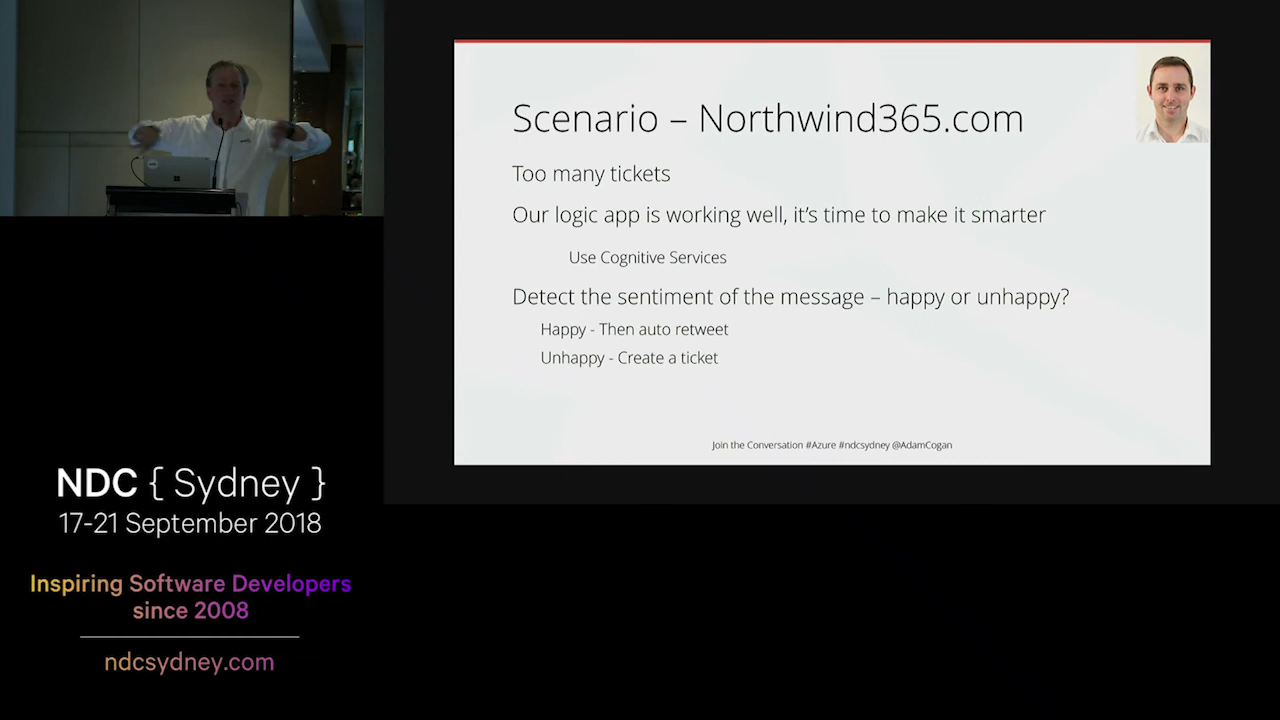 Scenario – Northwind365.com
Too many tickets
Our logic app is working well, it's time to make it smarter
Use Cognitive Services
Detect the sentiment of the message – happy or unhappy?
Happy - Then auto retweet
Unhappy - Create a ticket
Join the Conversation #Azure #ndcsydney @AdamCogan
NDC { Sydney }
17-21 September 2018
Inspiring Software Developers
since 2008
ndcsydney.com